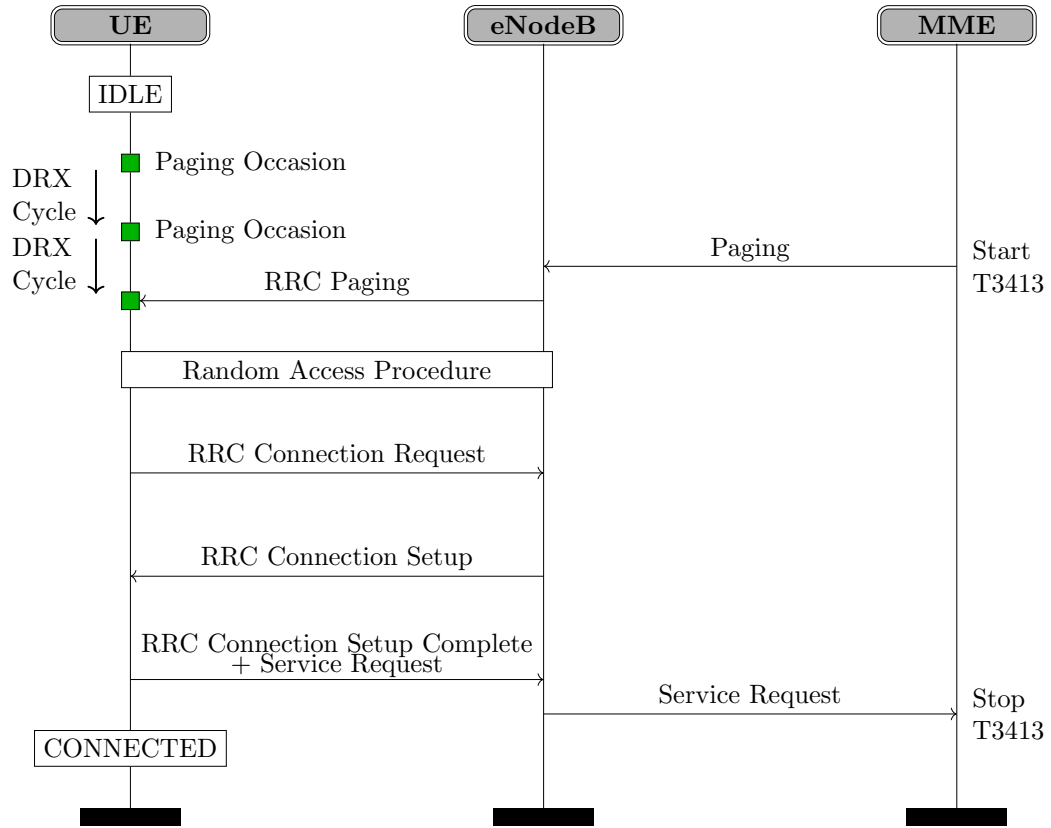 UE
eNodeB
MME
IDLE
Paging Occasion
DRX
Cycle
Paging Occasion
DRX
Cycle
Paging
Start
T3413
RRC Paging
Random Access Procedure
RRC Connection Request
RRC Connection Setup
RRC Connection Setup Complete
+ Service Request
Service Request
Stop
T3413
CONNECTED